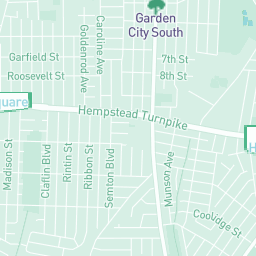 Garden
City South
Caroline Ave
Goldenrod Ave
Garfield St
7th St
Roosevelt St
8th St
quare
Hempstead Turnpike
H
Madison St
Claflin Blvd
Rintin St
Ribbon St
Semton Blvd
Munson Ave
Coolidge St